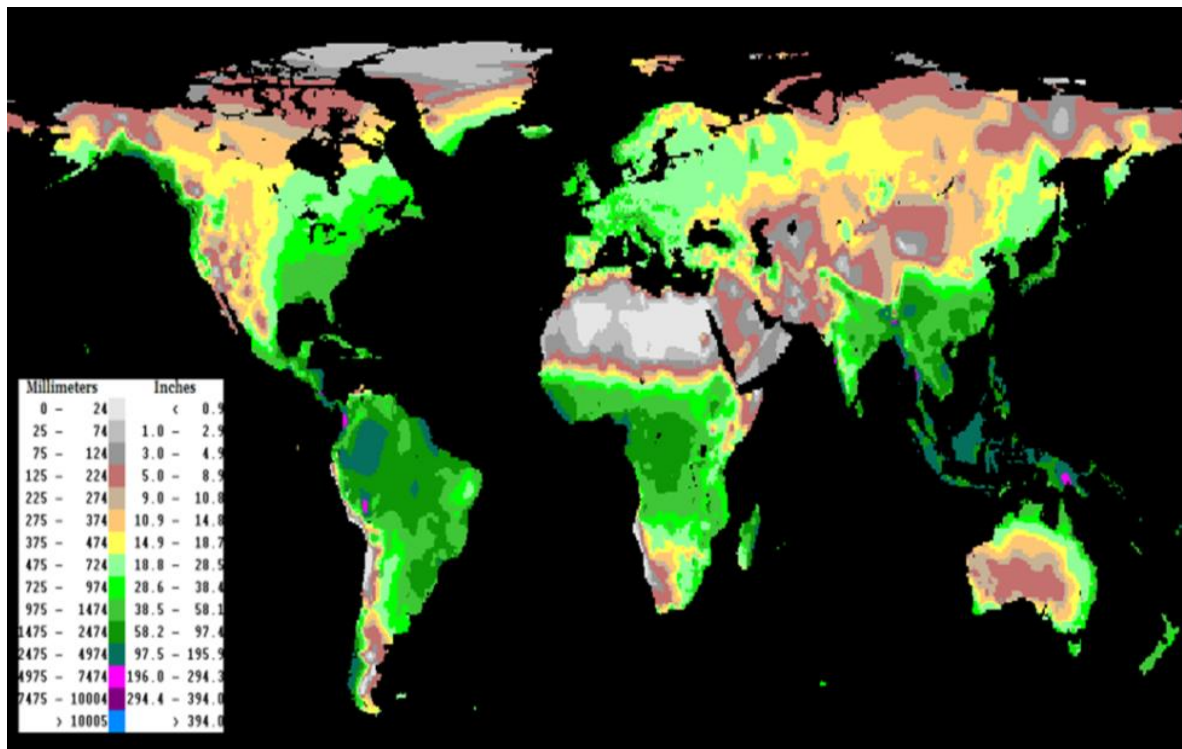 Millimeters Inches
0 - 24 < 0.9
25 - 74 1.0 - 2.9
75 - 124 3.0 - 4.9
125 - 224 5.0 - 8.9
225 - 274 9.0 - 10.8
275 - 374 10.9 - 14.8
375 - 474 14.9 - 18.7
475 - 724 18.8 - 28.5
725 - 974 28.6 - 38.4
975 - 1474 38.5 - 58.1
1475 - 2474 58.2 - 97.4
2475 - 4974 97.5 - 195.9
4975 - 7474 196.0 - 294.3
7475 - 10004 294.4 - 394.0
> 10005 > 394.0